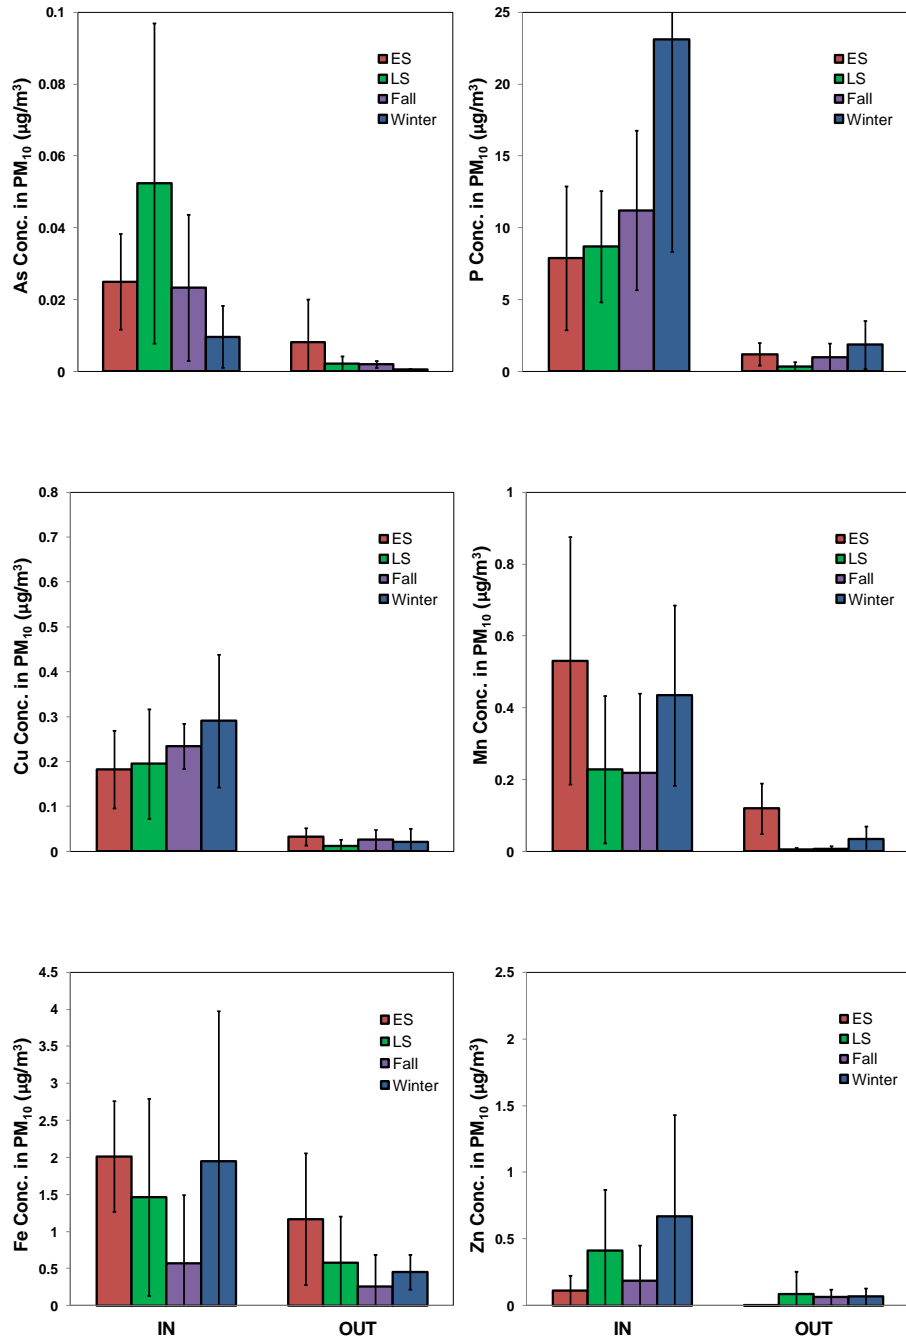 As Conc. in PM₁₀ (µg/m³)
0.1
0.08
0.06
0.04
0.02
0
ES
LS
Fall
Winter
P Conc. in PM₁₀ (µg/m³)
25
20
15
10
5
0
ES
LS
Fall
Winter
Cu Conc. in PM₁₀ (µg/m³)
0.8
0.7
0.6
0.5
0.4
0.3
0.2
0.1
0
ES
LS
Fall
Winter
Mn Conc. in PM₁₀ (µg/m³)
1
0.8
0.6
0.4
0.2
0
ES
LS
Fall
Winter
Fe Conc. in PM₁₀ (µg/m³)
4.5
4
3.5
3
2.5
2
1.5
1
0.5
0
ES
LS
Fall
Winter
IN
OUT
Zn Conc. in PM₁₀ (µg/m³)
2.5
2
1.5
1
0.5
0
ES
LS
Fall
Winter
IN
OUT